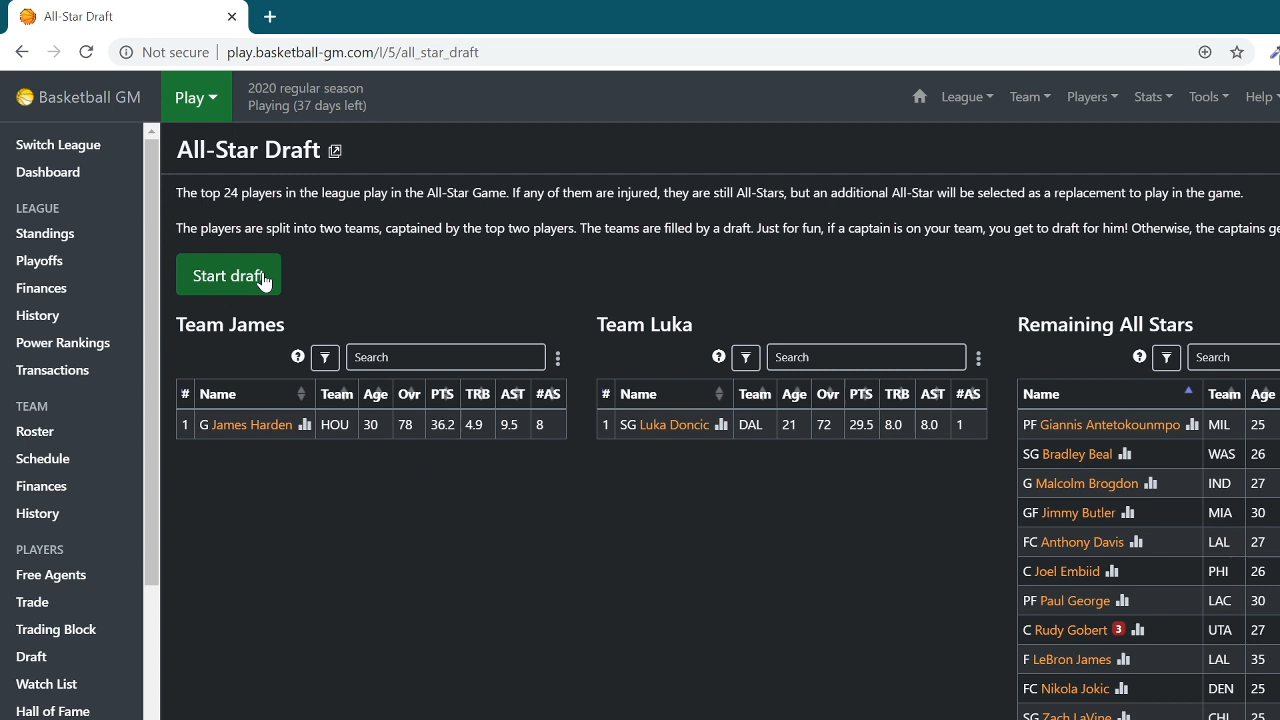 All-Star Draft
Not secure play.basketball-gm.com/l/5/all_star_draft
Basketball GM Play 2020 regular season
Playing (37 days left)
League Team Players Stats Tools Help
Switch League
Dashboard
LEAGUE
Standings
Playoffs
Finances
History
Power Rankings
Transactions
TEAM
Roster
Schedule
Finances
History
PLAYERS
Free Agents
Trade
Trading Block
Draft
Watch List
Hall of Fame
All-Star Draft
The top 24 players in the league play in the All-Star Game. If any of them are injured, they are still All-Stars, but an additional All-Star will be selected as a replacement to play in the game.
The players are split into two teams, captained by the top two players. The teams are filled by a draft. Just for fun, if a captain is on your team, you get to draft for him! Otherwise, the captains
Start draft
Team James
Search
# Name Team Age Ovr PTS TRB AST #AS
1 G James Harden HOU 30 78 36.2 4.9 9.5 8
Team Luka
Search
# Name Team Age Ovr PTS TRB AST #AS
1 SG Luka Doncic DAL 21 72 29.5 8.0 8.0 1
Remaining All Stars
Search
Name Team Age
PF Giannis Antetokounmpo MIL 25
SG Bradley Beal WAS 26
G Malcolm Brogdon IND 27
GF Jimmy Butler MIA 30
FC Anthony Davis LAL 27
C Joel Embiid PHI 26
PF Paul George LAC 30
C Rudy Gobert 3 UTA 27
F LeBron James LAL 35
FC Nikola Jokic DEN 25
SG Zach LaVine CHI 25